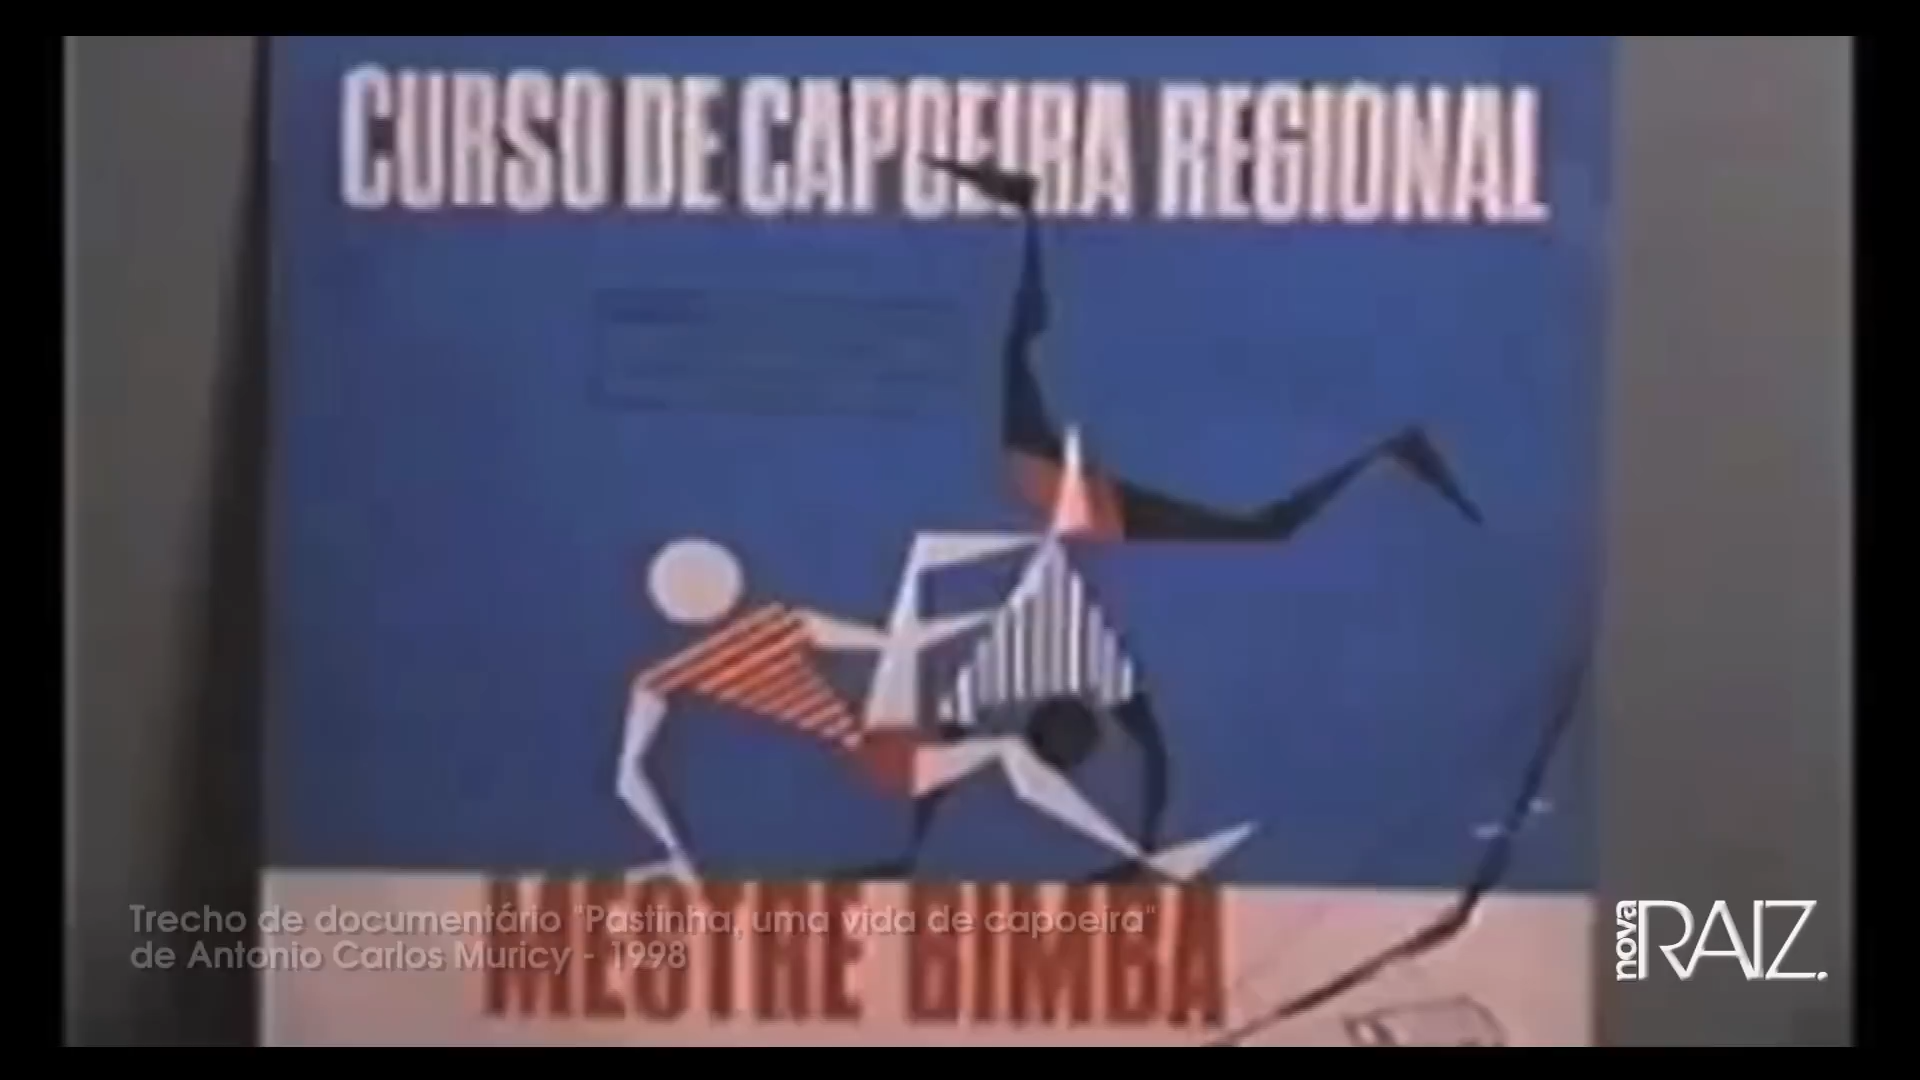 CURSO DE CAPOEIRA REGIONAL
MESTRE BIMBA
Trecho de documentário "Pastinha, uma vida de capoeira"
de Antonio Carlos Muricy - 1998
nova RAIZ.